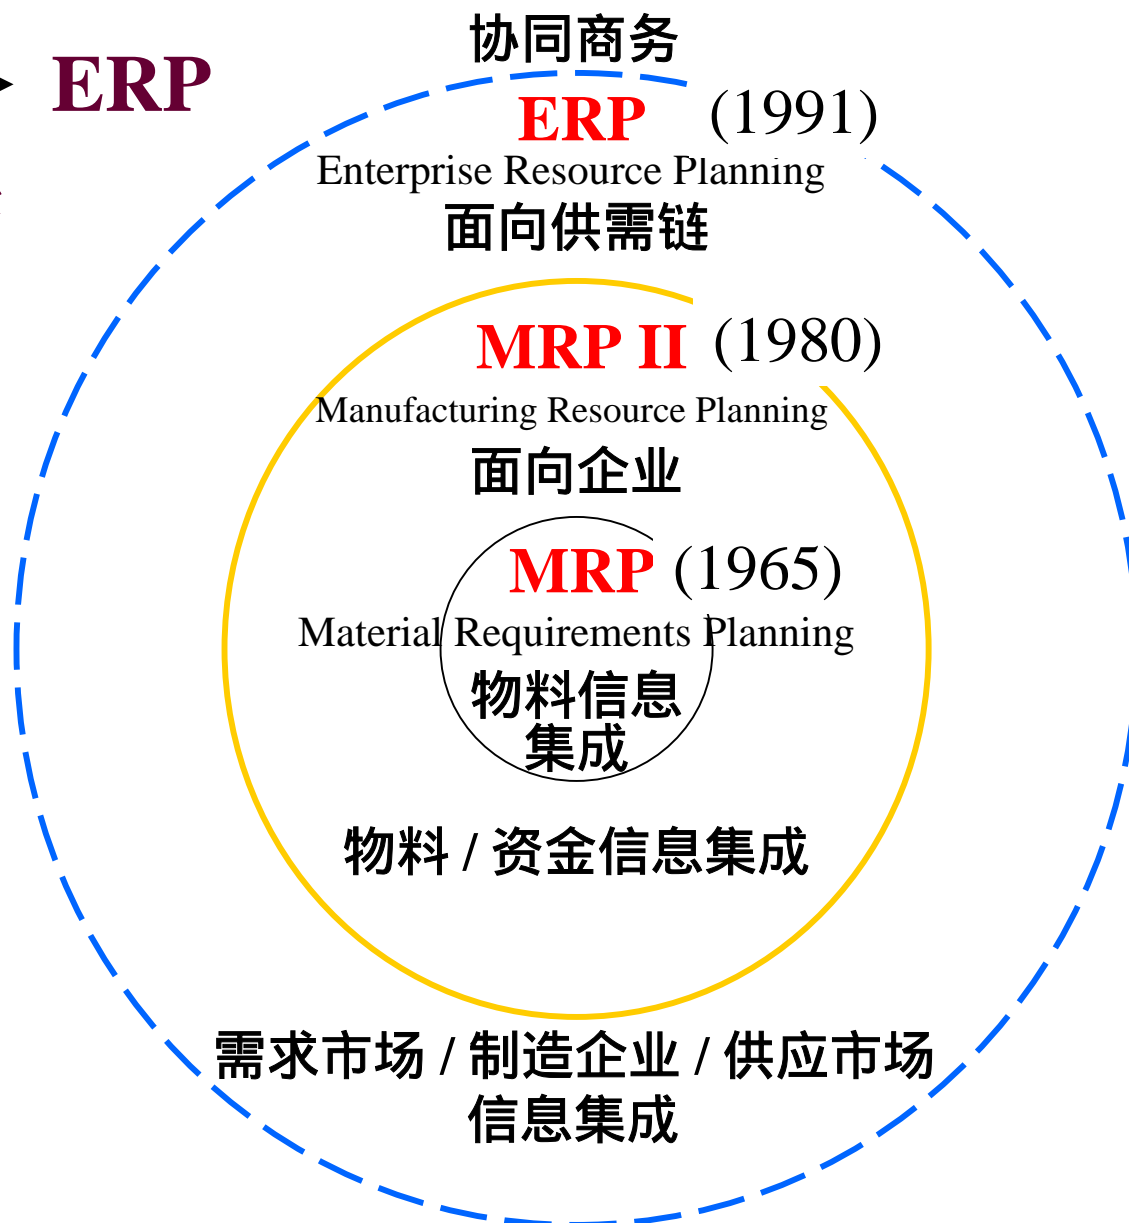 协同商务
ERP
ERP (1991)
Enterprise Resource Planning
面向供需链
MRP II (1980)
Manufacturing Resource Planning
面向企业
MRP (1965)
Material Requirements Planning
物料信息
集成
物料 / 资金信息集成
需求市场 / 制造企业 / 供应市场
信息集成